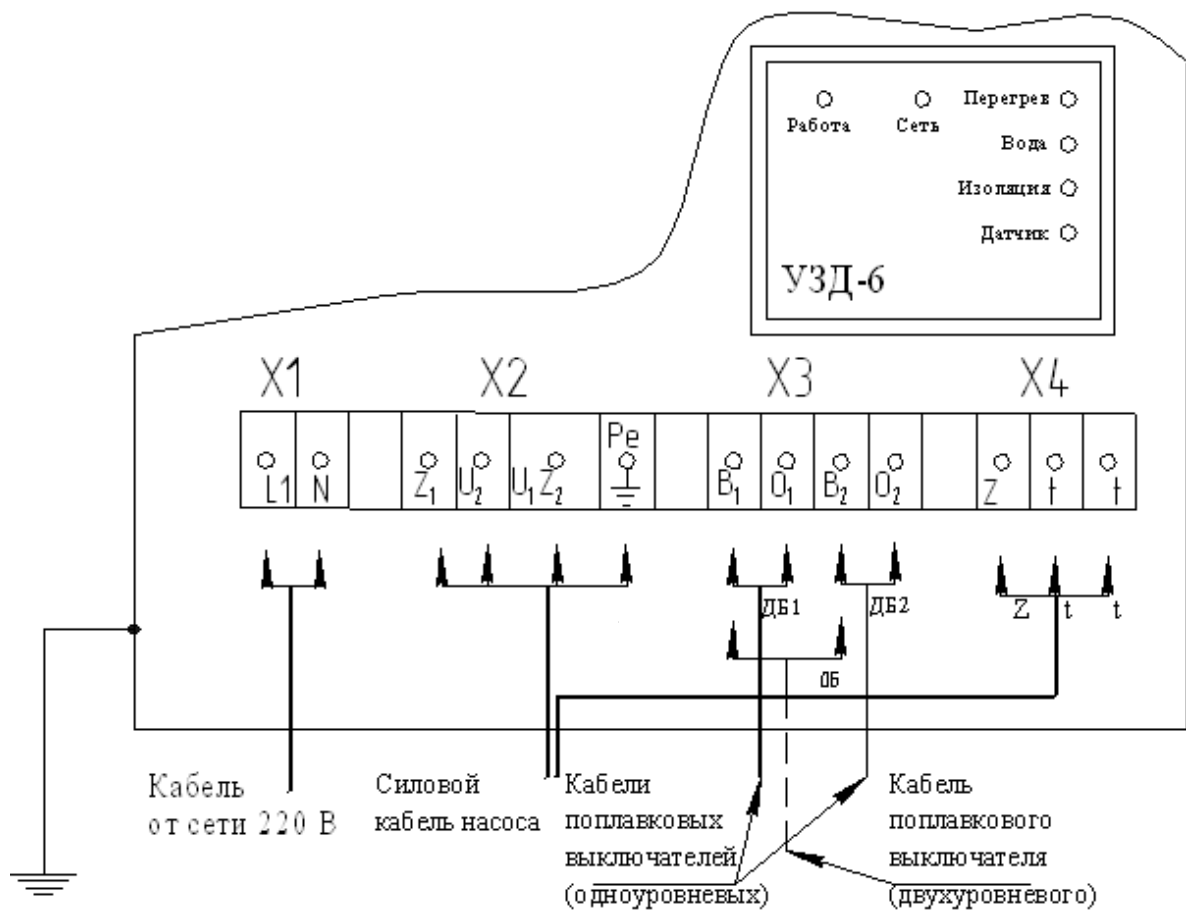 Перегрев
Работа Сеть
Вода
Изоляция
Датчик
УЗД-6
X1 X2 X3 X4
L1 N Z₁ U₂ U₁Z₂ Pe B₁ O₁ B₂ O₂ Z t t
ДБ1 ДБ2 Z t t
ОБ
Кабель
от сети 220 В
Силовой
кабель насоса
Кабели
поплавковых
выключателей
(одноуровневых)
Кабель
поплавкового
выключателя
(двухуровневого)